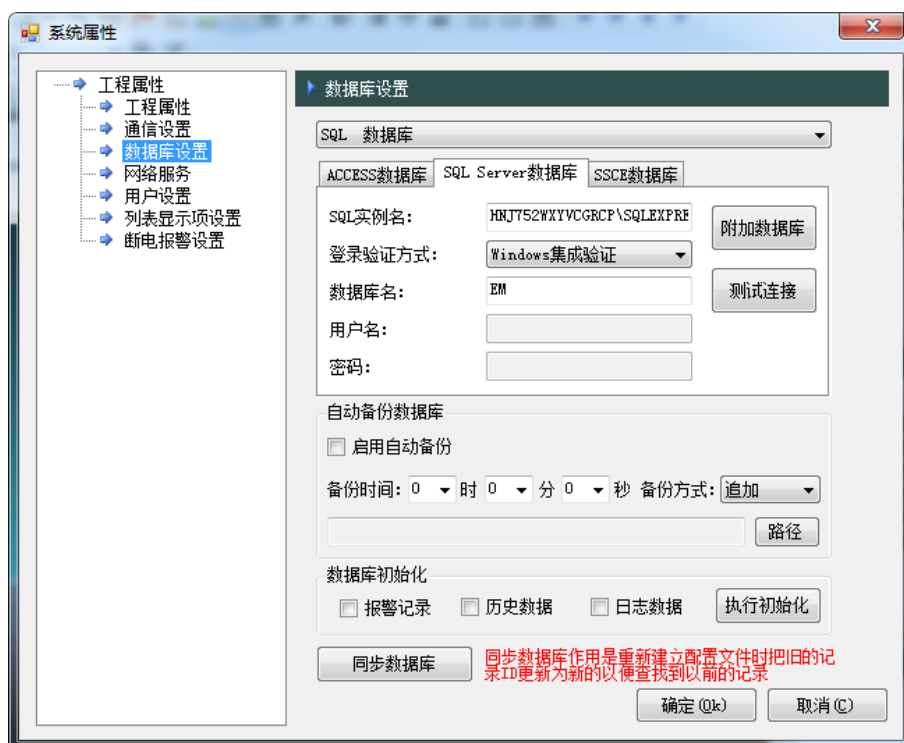 系统属性
工程属性
工程属性
通信设置
数据库设置
网络服务
用户设置
列表显示项设置
断电报警设置
数据库设置
SQL 数据库
ACCESS数据库 SQL Server数据库 SSCE数据库
SQL实例名: HNJ752WXYVCGRCP\SQLEXPRE 附加数据库
登录验证方式: Windows集成验证
数据库名: EM 测试连接
用户名:
密码:
自动备份数据库
启用自动备份
备份时间: 0 时 0 分 0 秒 备份方式: 追加
路径
数据库初始化
报警记录 历史数据 日志数据 执行初始化
同步数据库 同步数据库作用是重新建立配置文件时把旧的记
录ID更新为新的以便查找到以前的记录
确定(Ok) 取消(C)